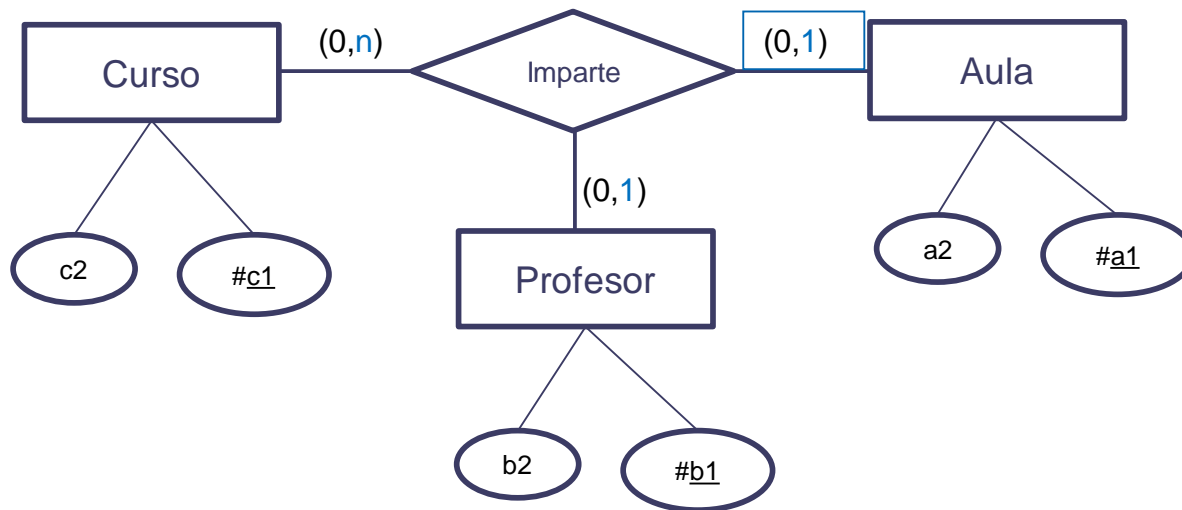 (0,n)
(0,1)
Curso
Imparte
Aula
(0,1)
c2
#c1
a2
#a1
Profesor
b2
#b1